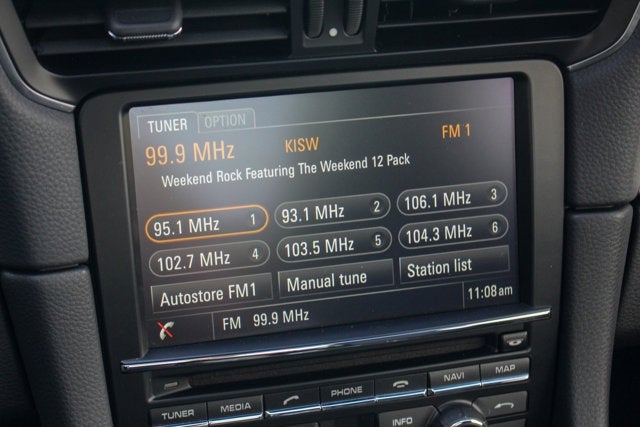 TUNER OPTION
99.9 MHz KISW FM 1
Weekend Rock Featuring The Weekend 12 Pack
95.1 MHz 1 93.1 MHz 2 106.1 MHz 3
102.7 MHz 4 103.5 MHz 5 104.3 MHz 6
Autostore FM1 Manual tune Station list
FM 99.9 MHz 11:08 am
TUNER MEDIA PHONE NAVI MAP
INFO